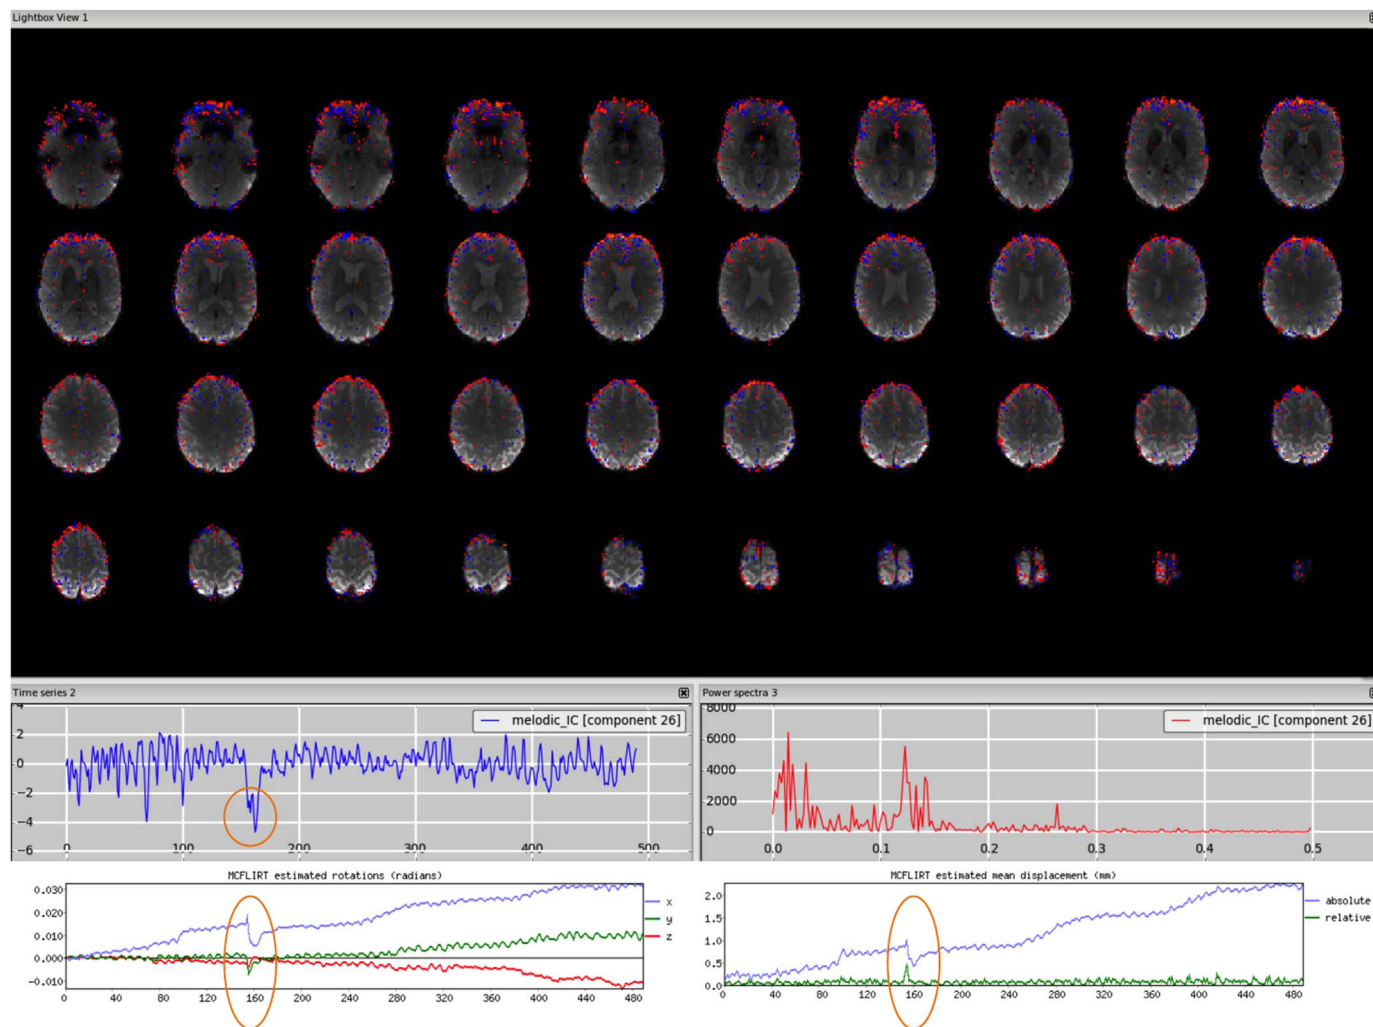 Lightbox View 1
Time series 2
Power spectra 3
4
2
0
−2
−4
−6
melodic_IC [component 26]
0
100
200
300
400
500
8000
6000
4000
2000
0
melodic_IC [component 26]
0.0
0.1
0.2
0.3
0.4
0.5
MCFLIRT estimated rotations (radians)
0.030
0.020
0.010
0.000
−0.010
x
y
z
0 40 80 120 160 200 240 280 320 360 400 440 480
MCFLIRT estimated mean displacement (mm)
2.0
1.5
1.0
0.5
0.0
absolute
relative
0 40 80 120 160 200 240 280 320 360 400 440 480